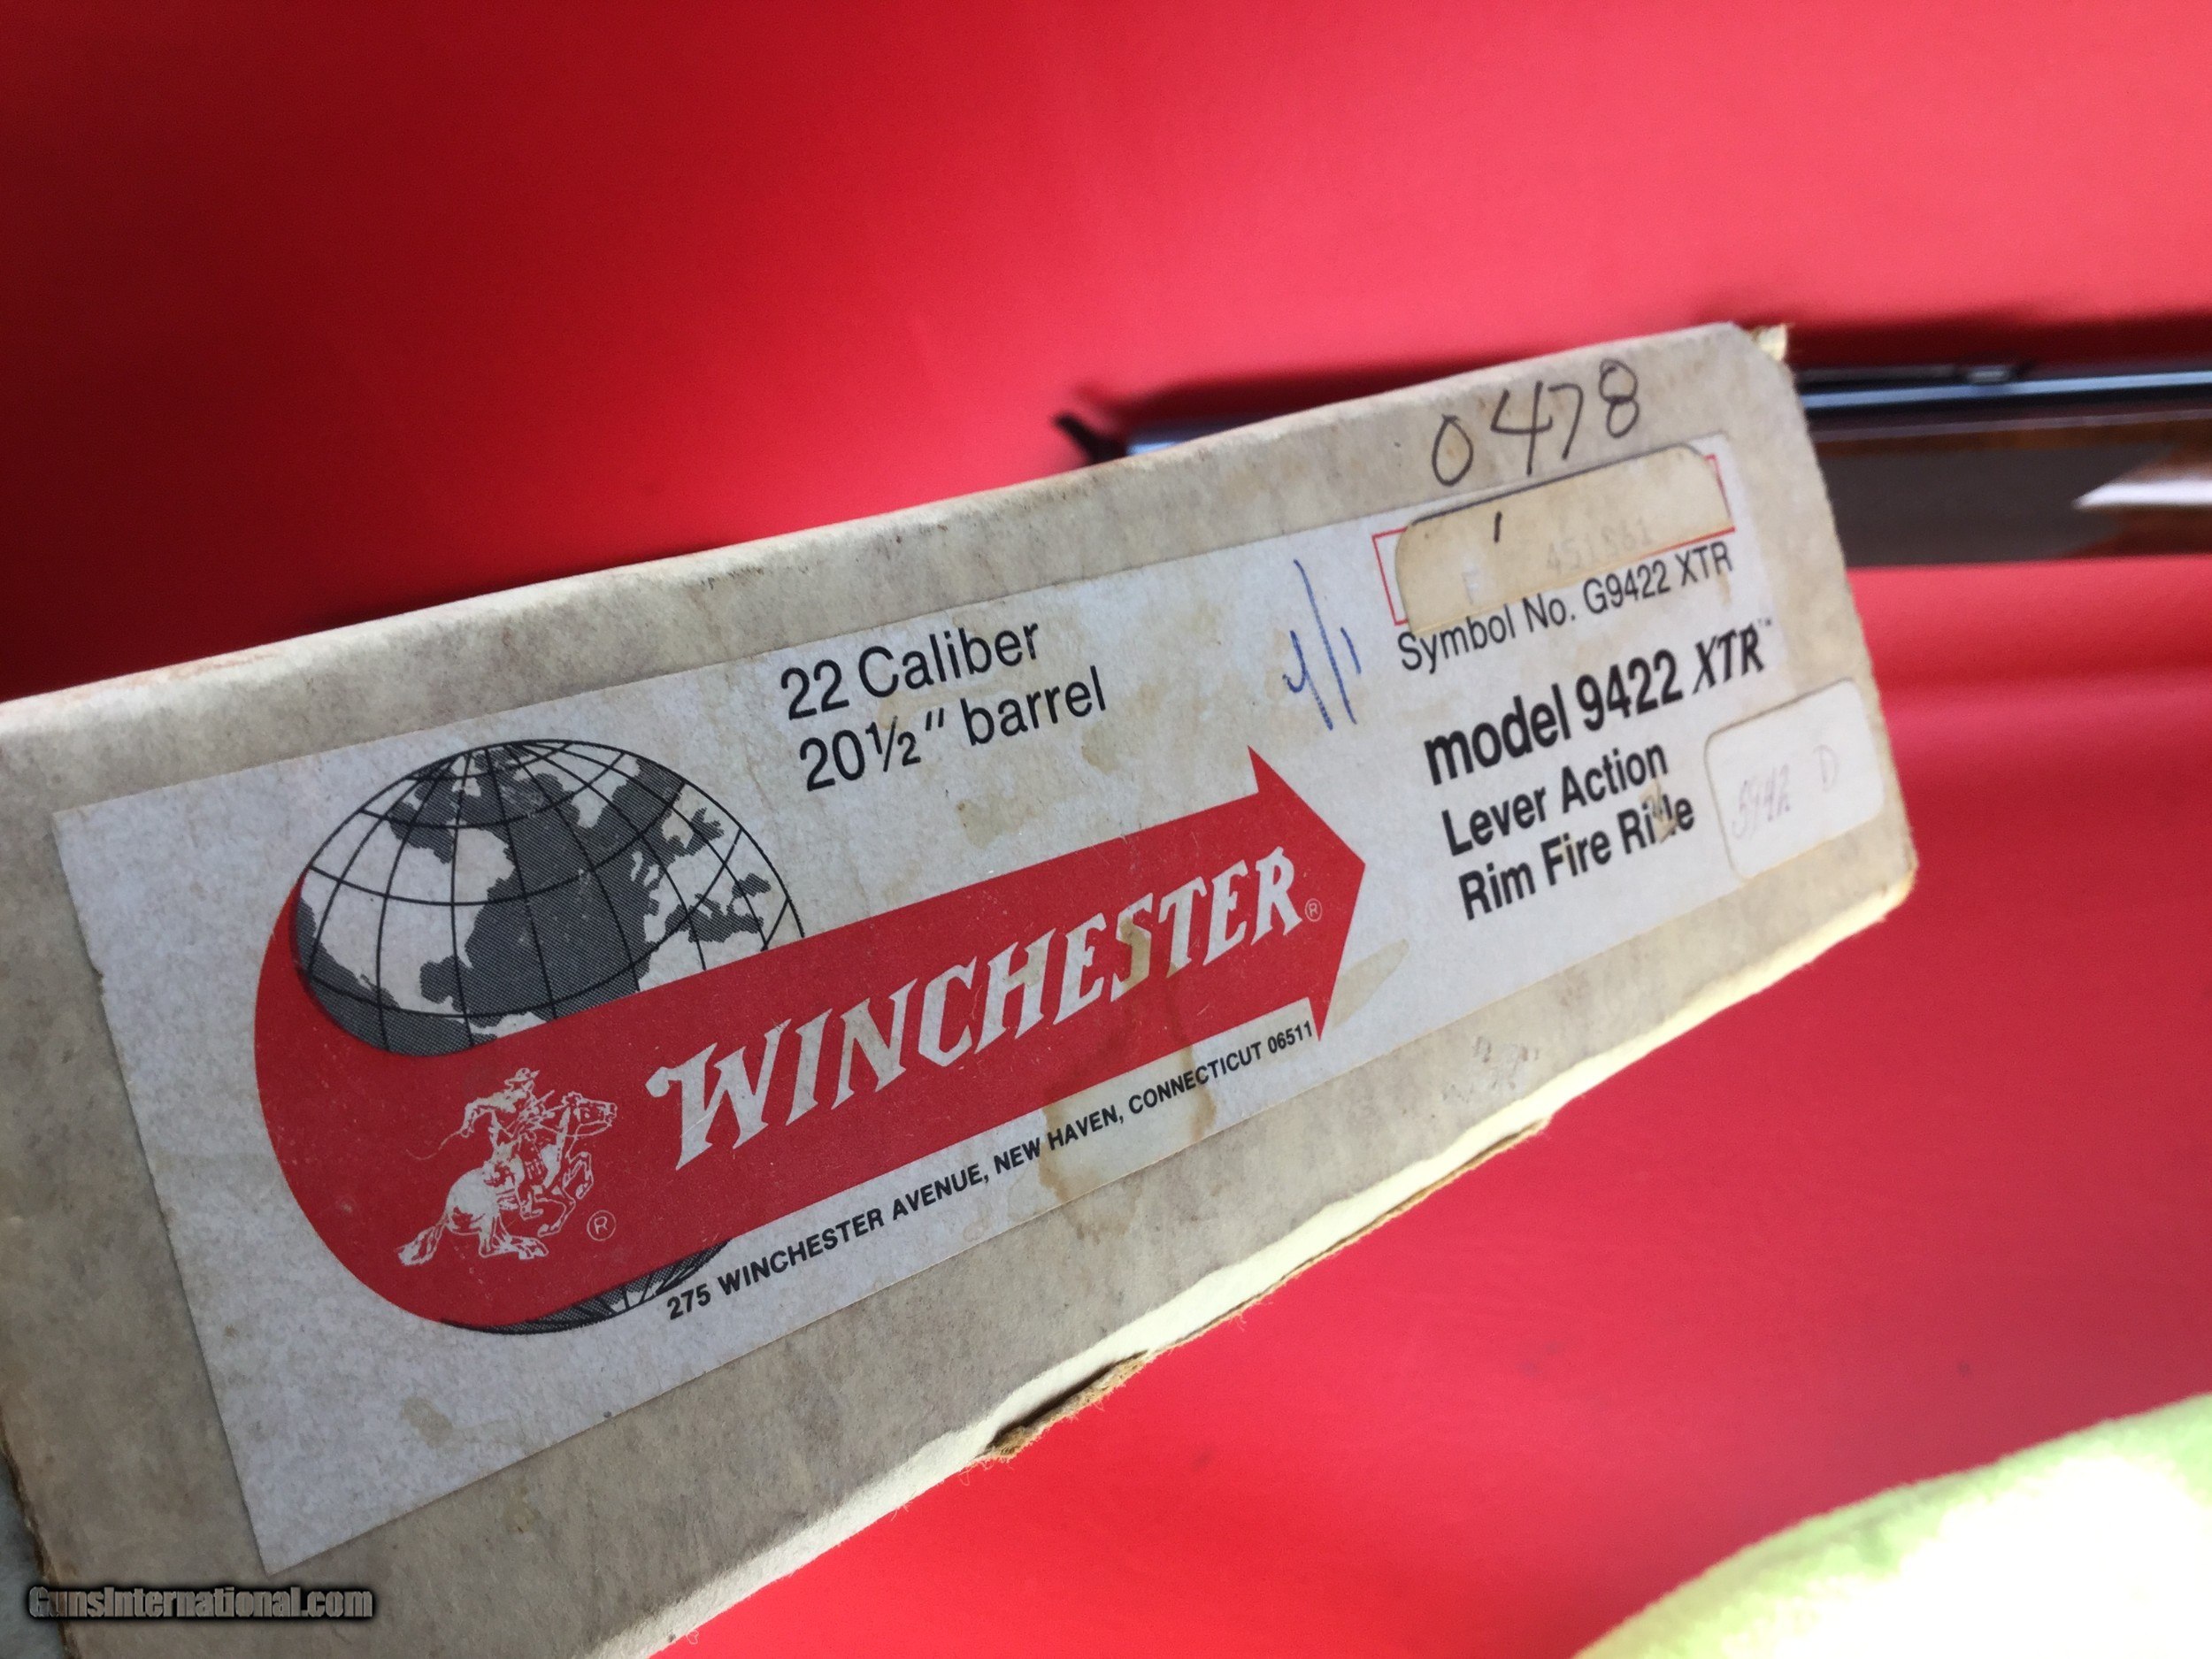 0478
22 Caliber
20½" barrel
Symbol No. G9422 XTR
model 9422 XTR™
Lever Action
Rim Fire Rifle
WINCHESTER®
®
275 WINCHESTER AVENUE, NEW HAVEN, CONNECTICUT 06511
GunsInternational.com